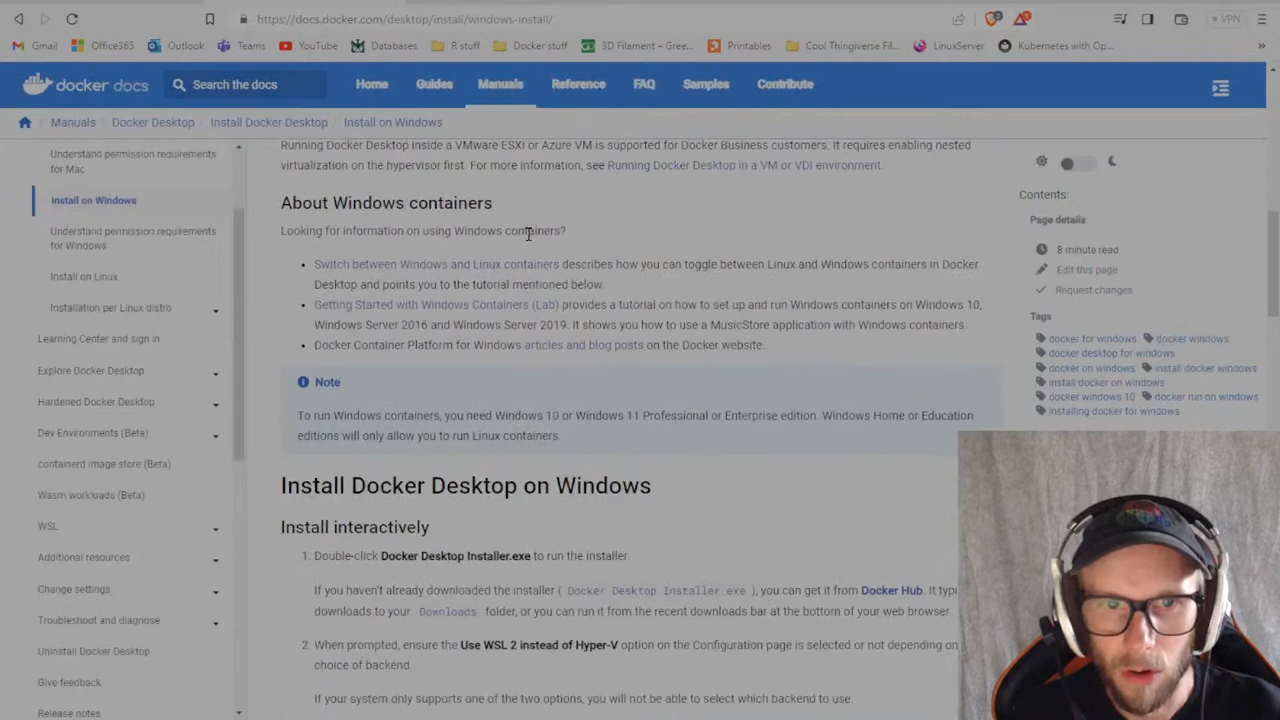 https://docs.docker.com/desktop/install/windows-install/
VPN
Gmail
Office365
Outlook
Teams
YouTube
Databases
R stuff
Docker stuff
3D Filament – Gree...
Printables
Cool Thingiverse Fil...
LinuxServer
Kubernetes with Op...
docker docs
Search the docs
Home
Guides
Manuals
Reference
FAQ
Samples
Contribute
Manuals
Docker Desktop
Install Docker Desktop
Install on Windows
Understand permission requirements
for Mac
Install on Windows
Understand permission requirements
for Windows
Install on Linux
Installation per Linux distro
Learning Center and sign in
Explore Docker Desktop
Hardened Docker Desktop
Dev Environments (Beta)
containerd image store (Beta)
Wasm workloads (Beta)
WSL
Additional resources
Change settings
Troubleshoot and diagnose
Uninstall Docker Desktop
Give feedback
Release notes
Running Docker Desktop inside a VMware ESXi or Azure VM is supported for Docker Business customers. It requires enabling nested
virtualization on the hypervisor first. For more information, see Running Docker Desktop in a VM or VDI environment.
About Windows containers
Looking for information on using Windows containers?
• Switch between Windows and Linux containers describes how you can toggle between Linux and Windows containers in Docker
Desktop and points you to the tutorial mentioned below.
• Getting Started with Windows Containers (Lab) provides a tutorial on how to set up and run Windows containers on Windows 10,
Windows Server 2016 and Windows Server 2019. It shows you how to use a MusicStore application with Windows containers.
• Docker Container Platform for Windows articles and blog posts on the Docker website.
Note
To run Windows containers, you need Windows 10 or Windows 11 Professional or Enterprise edition. Windows Home or Education
editions will only allow you to run Linux containers.
Install Docker Desktop on Windows
Install interactively
1. Double-click Docker Desktop Installer.exe to run the installer.
If you haven't already downloaded the installer ( Docker Desktop Installer.exe ), you can get it from Docker Hub. It typ
downloads to your Downloads folder, or you can run it from the recent downloads bar at the bottom of your web browser.
2. When prompted, ensure the Use WSL 2 instead of Hyper-V option on the Configuration page is selected or not depending on
choice of backend.
If your system only supports one of the two options, you will not be able to select which backend to use.
Contents:
Page details
8 minute read
Edit this page
Request changes
Tags
docker for windows
docker windows
docker desktop for windows
docker on windows
install docker windows
install docker on windows
docker windows 10
docker run on windows
installing docker for windows